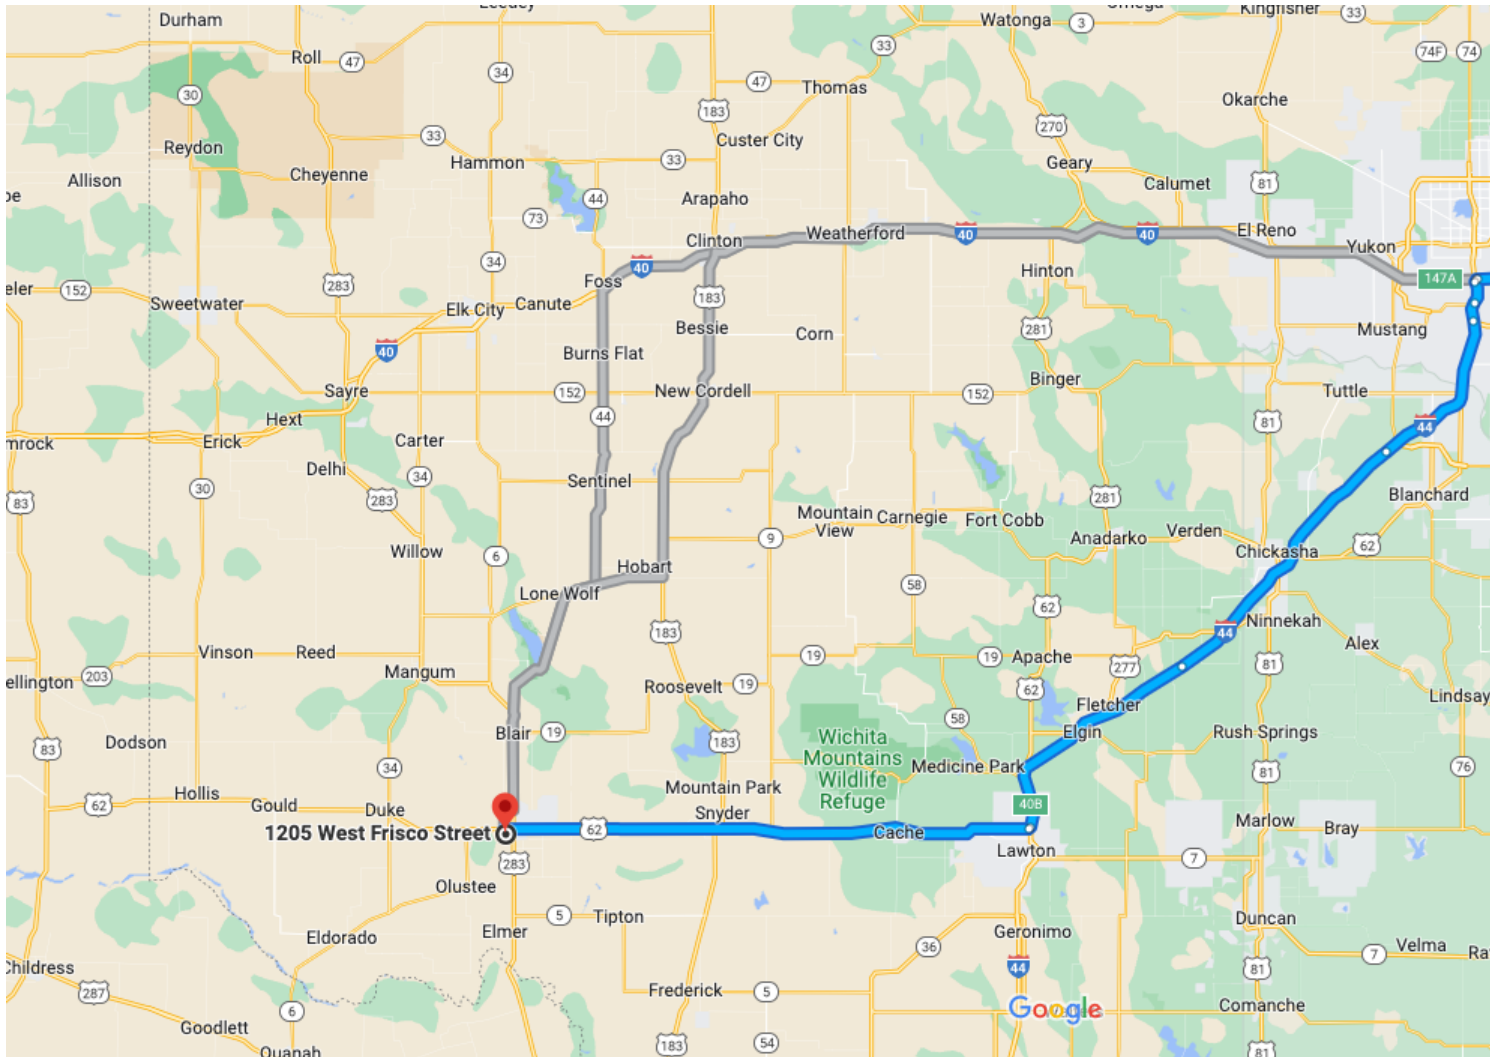 Leedey
Durham
Watonga
3
Omega
Kingfisher
33
Roll
47
34
33
74F
74
47
Thomas
30
183
Okarche
Reydon
33
Custer City
270
Hammon
33
Geary
Allison
Cheyenne
44
Arapaho
Calumet
81
73
Clinton
Weatherford
40
40
El Reno
Yukon
34
40
Foss
Hinton
147A
152
283
Sweetwater
Elk City
Canute
183
Bessie
Corn
281
Mustang
40
Burns Flat
Sayre
152
New Cordell
152
Binger
Tuttle
Hext
44
81
44
Erick
Carter
Delhi
34
Sentinel
30
283
83
281
Blanchard
Mountain
View
Carnegie
Fort Cobb
Anadarko
Verden
9
Willow
6
Chickasha
62
Hobart
Lone Wolf
58
62
183
44
Ninnekah
Alex
Vinson
Reed
19
19
Apache
277
81
203
Mangum
Roosevelt
19
62
Lindsay
58
Fletcher
Elgin
Rush Springs
Blair
19
Dodson
83
183
Wichita
Mountains
Wildlife
Refuge
Medicine Park
34
81
76
Mountain Park
Hollis
62
Gould
Duke
Snyder
40B
1205 West Frisco Street
62
Cache
Marlow
Bray
Lawton
283
7
Olustee
5
Tipton
Duncan
Elmer
Geronimo
Eldorado
36
7
Velma
Childress
44
81
287
Frederick
5
Google
Comanche
6
Goodlett
183
54
Quanah
81